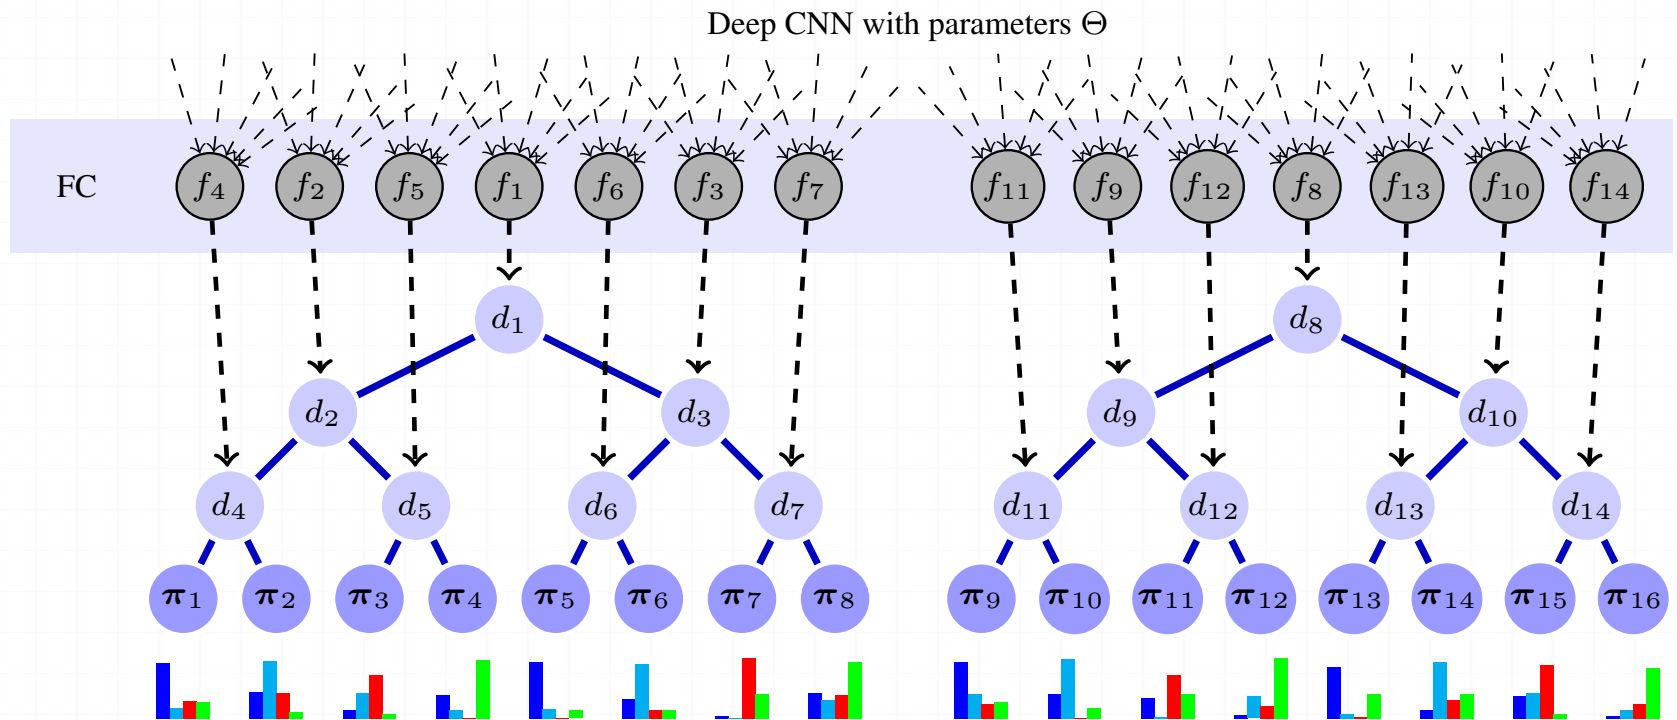 Deep CNN with parameters Θ
FC f₄ f₂ f₅ f₁ f₆ f₃ f₇ f₁₁ f₉ f₁₂ f₈ f₁₃ f₁₀ f₁₄
d₁ d₈
d₂ d₃ d₉ d₁₀
d₄ d₅ d₆ d₇ d₁₁ d₁₂ d₁₃ d₁₄
π₁ π₂ π₃ π₄ π₅ π₆ π₇ π₈ π₉ π₁₀ π₁₁ π₁₂ π₁₃ π₁₄ π₁₅ π₁₆